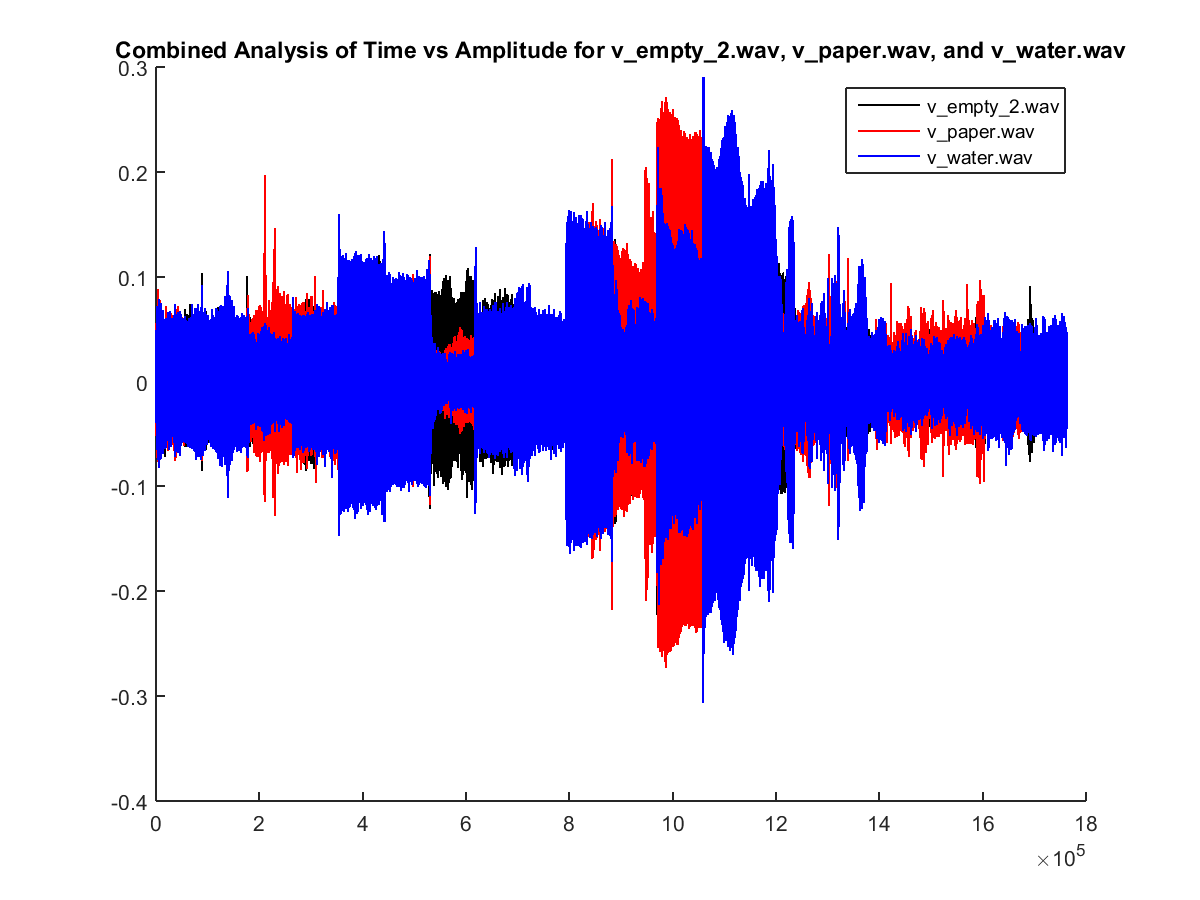 Combined Analysis of Time vs Amplitude for v_empty_2.wav, v_paper.wav, and v_water.wav
0.3
0.2
0.1
0
-0.1
-0.2
-0.3
-0.4
v_empty_2.wav
v_paper.wav
v_water.wav
0 2 4 6 8 10 12 14 16 18
×10^5